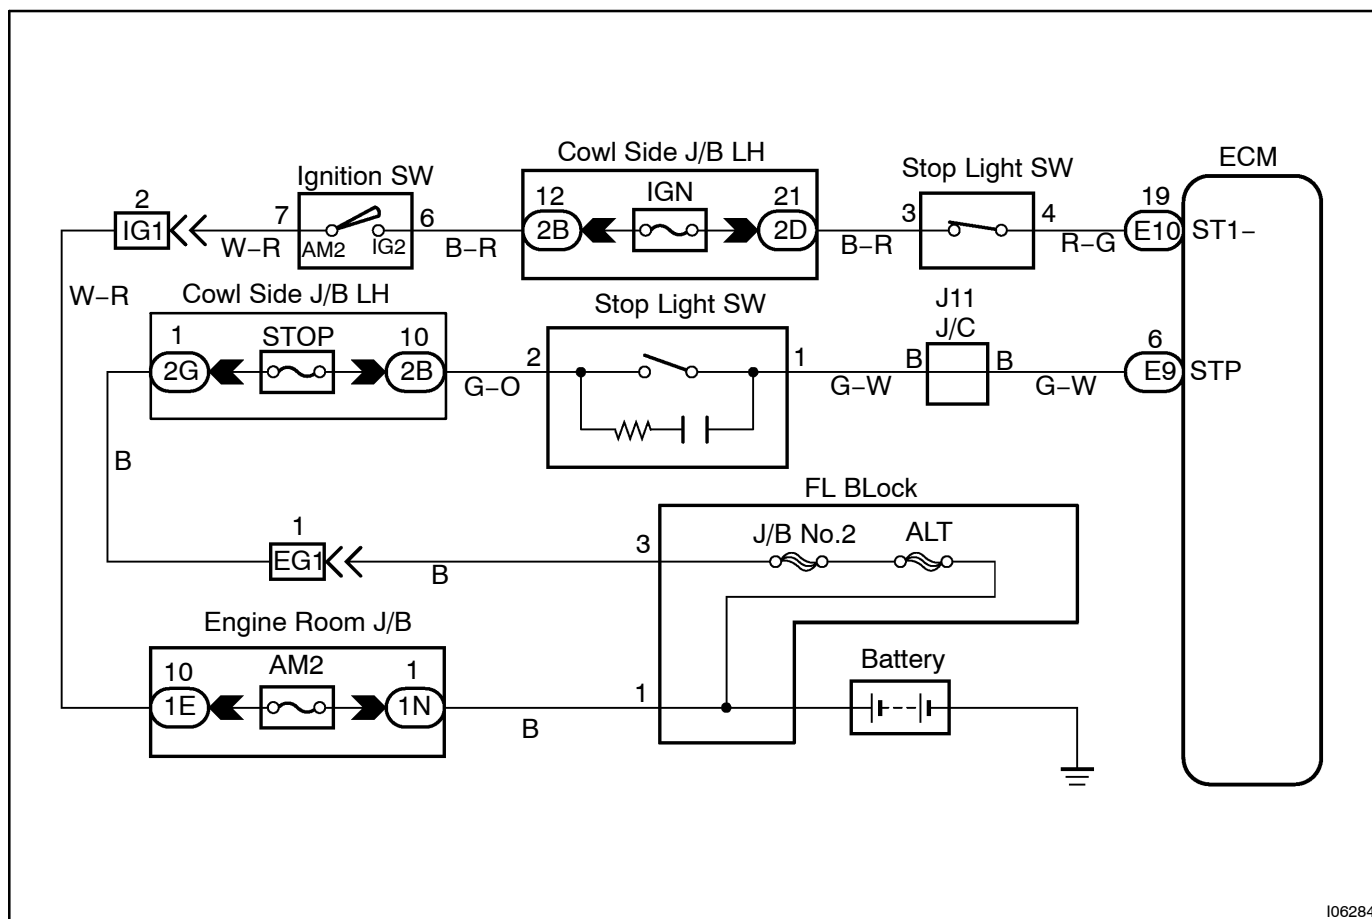 Cowl Side J/B LH
Stop Light SW
ECM
Ignition SW
2
IG1
7
AM2
IG2
6
W–R
B–R
12
2B
IGN
21
2D
B–R
3
4
R–G
19
E10
ST1–
W–R
Cowl Side J/B LH
1
2G
STOP
10
2B
G–O
Stop Light SW
2
1
G–W
J11
J/C
B
B
G–W
6
E9
STP
B
1
EG1
B
FL BLock
3
J/B No.2
ALT
Engine Room J/B
10
1E
AM2
1
1N
B
1
Battery
I06284